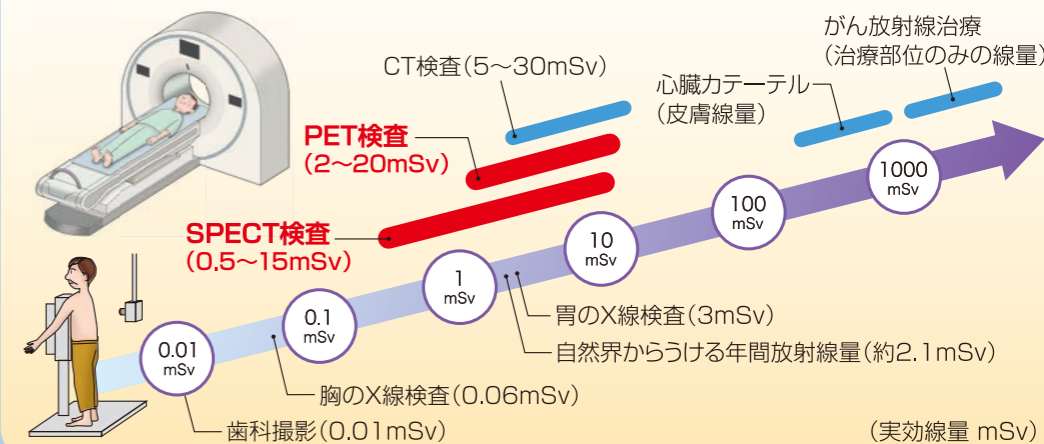 がん放射線治療
(治療部位のみの線量)
CT検査(5〜30mSv)
心臓カテーテル
(皮膚線量)
PET検査
(2〜20mSv)
SPECT検査
(0.5〜15mSv)
1000
mSv
100
mSv
10
mSv
1
mSv
0.1
mSv
0.01
mSv
胃のX線検査(3mSv)
自然界からうける年間放射線量(約2.1mSv)
胸のX線検査(0.06mSv)
歯科撮影(0.01mSv)
(実効線量 mSv)